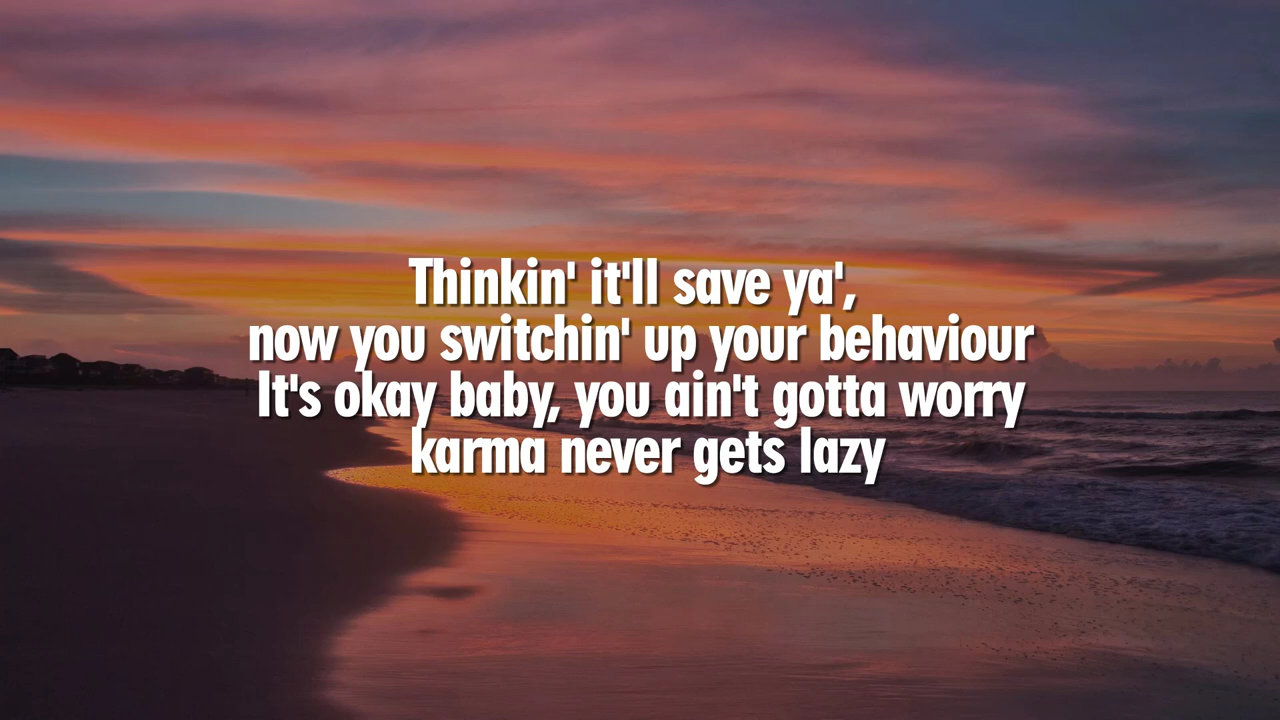 Thinkin' it'll save ya',
now you switchin' up your behaviour
It's okay baby, you ain't gotta worry
karma never gets lazy